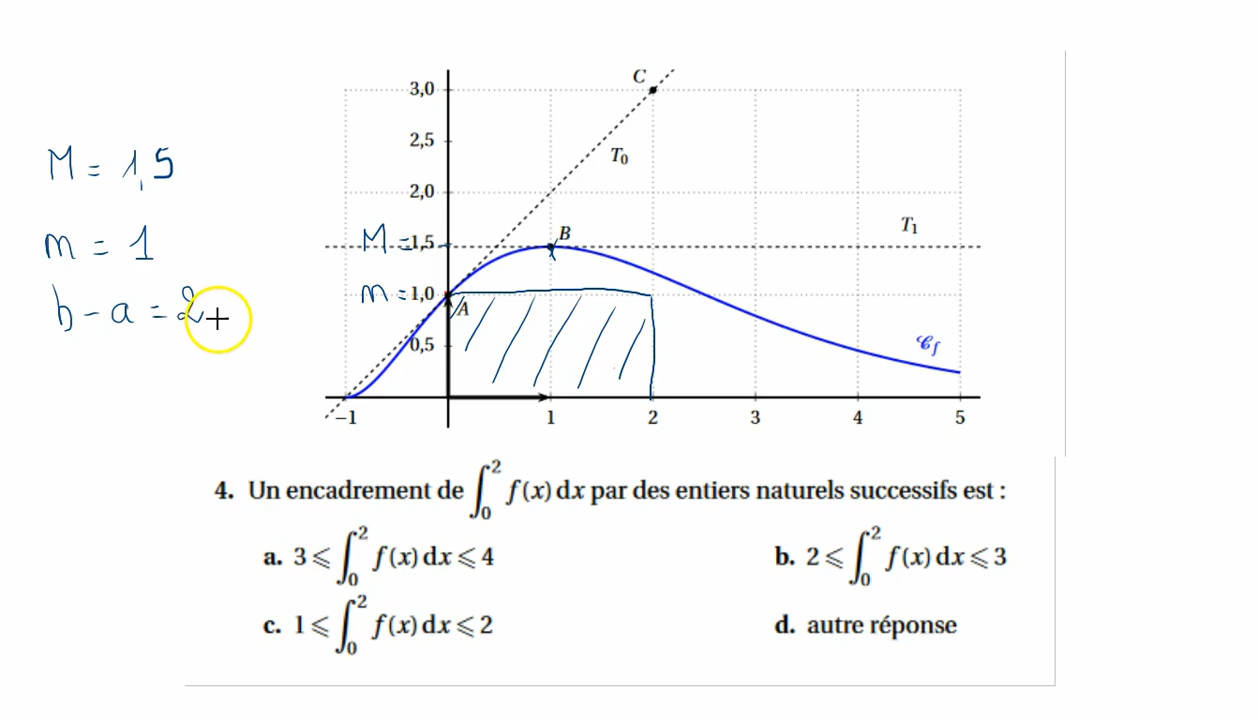 C
3,0
2,5
T0
M = 1,5
2,0
T1
M = 1,5
B
m = 1
m = 1,0
A
b - a = 2
0,5
𝒞f
−1
1
2
3
4
5
4. Un encadrement de ∫₀² f(x) dx par des entiers naturels successifs est :
a. 3 ⩽ ∫₀² f(x) dx ⩽ 4
b. 2 ⩽ ∫₀² f(x) dx ⩽ 3
c. 1 ⩽ ∫₀² f(x) dx ⩽ 2
d. autre réponse